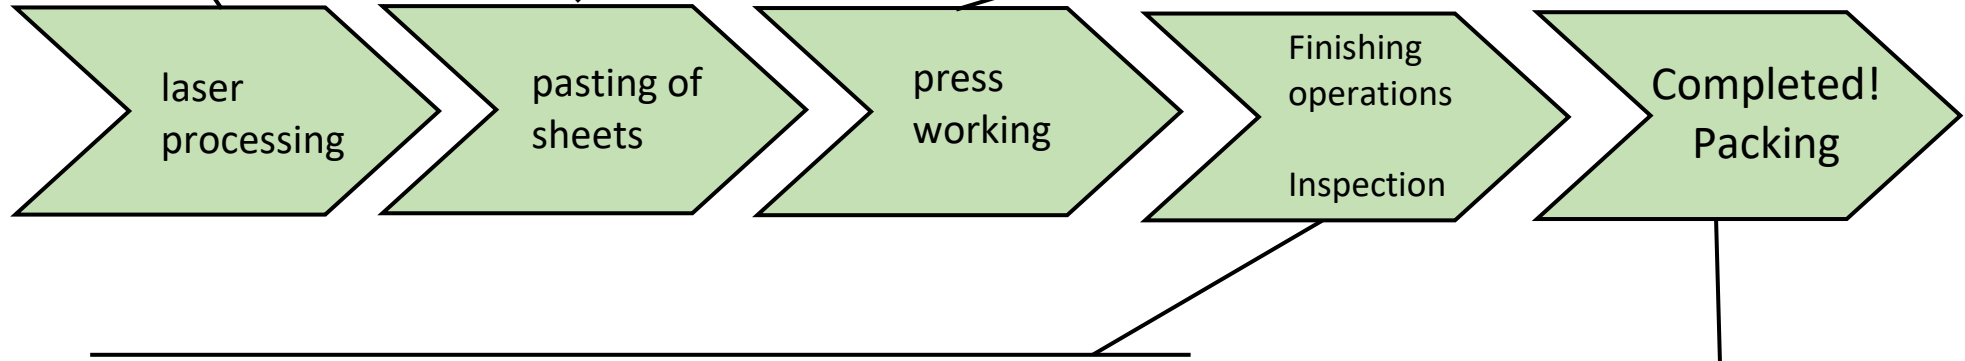 laser
processing
pasting of
sheets
press
working
Finishing
operations
Inspection
Completed!
Packing